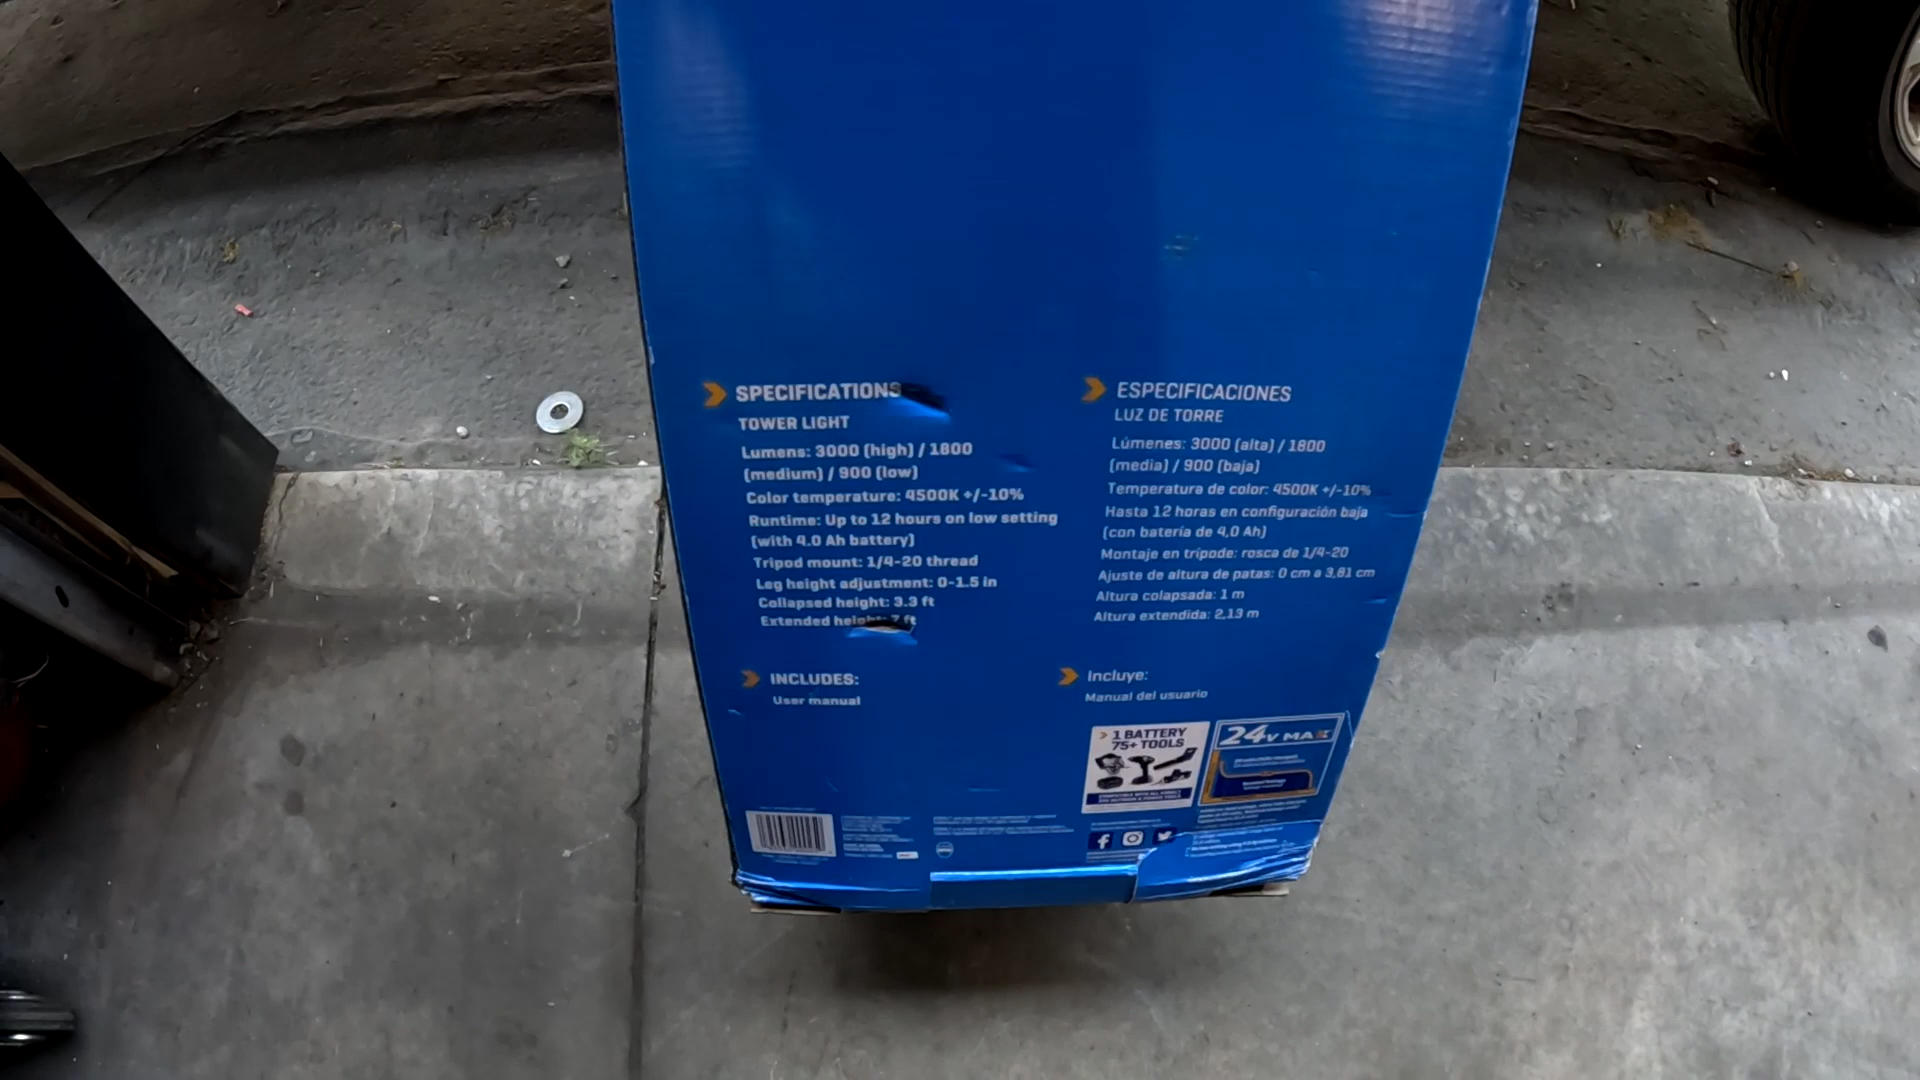 SPECIFICATIONS
TOWER LIGHT
Lumens: 3000 (high) / 1800
(medium) / 900 (low)
Color temperature: 4500K +/-10%
Runtime: Up to 12 hours on low setting
(with 4.0 Ah battery)
Tripod mount: 1/4-20 thread
Leg height adjustment: 0-1.5 in
Collapsed height: 3.3 ft
Extended height: 7 ft
INCLUDES:
User manual
ESPECIFICACIONES
LUZ DE TORRE
Lúmenes: 3000 (alta) / 1800
(media) / 900 (baja)
Temperatura de color: 4500K +/-10%
Hasta 12 horas en configuración baja
(con batería de 4,0 Ah)
Montaje en trípode: rosca de 1/4-20
Ajuste de altura de patas: 0 cm a 3,81 cm
Altura colapsada: 1 m
Altura extendida: 2,13 m
Incluye:
Manual del usuario
1 BATTERY
75+ TOOLS
24V MAX